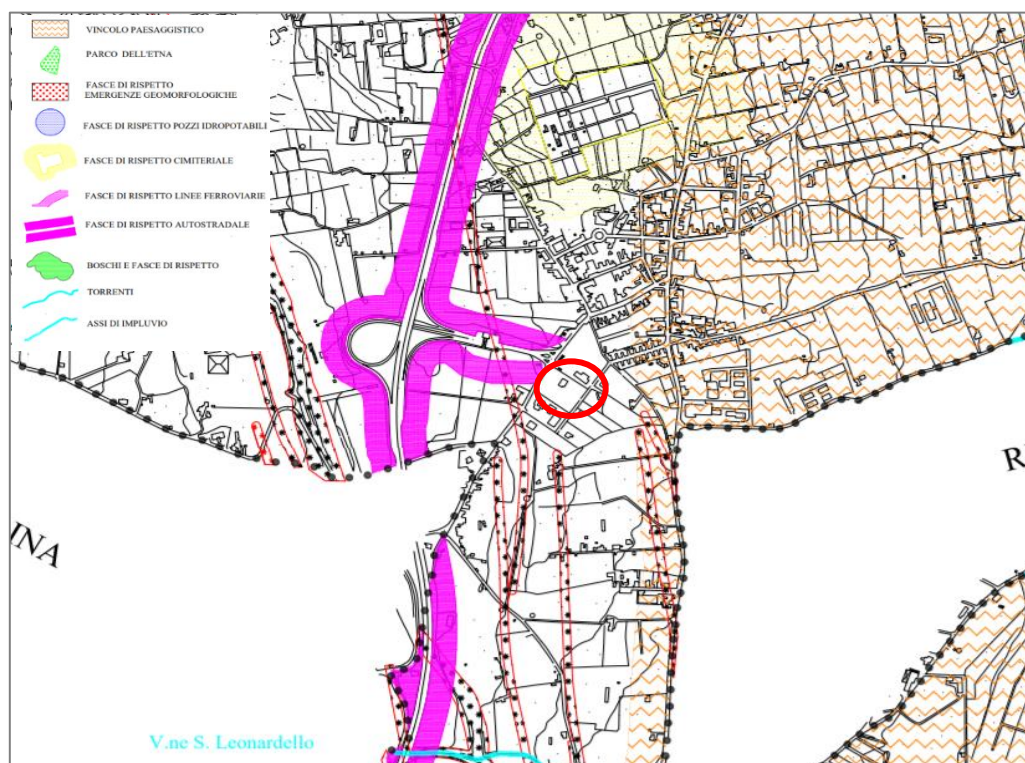 VINCOLO PAESAGGISTICO
PARCO DELL'ETNA
FASCE DI RISPETTO
EMERGENZE GEOMORFOLOGICHE
FASCE DI RISPETTO POZZI IDROPOTABILI
FASCE DI RISPETTO CIMITERIALE
FASCE DI RISPETTO LINEE FERROVIARIE
FASCE DI RISPETTO AUTOSTRADALE
BOSCHI E FASCE DI RISPETTO
TORRENTI
ASSI DI IMPLUVIO
R
INA
V.ne S. Leonardello